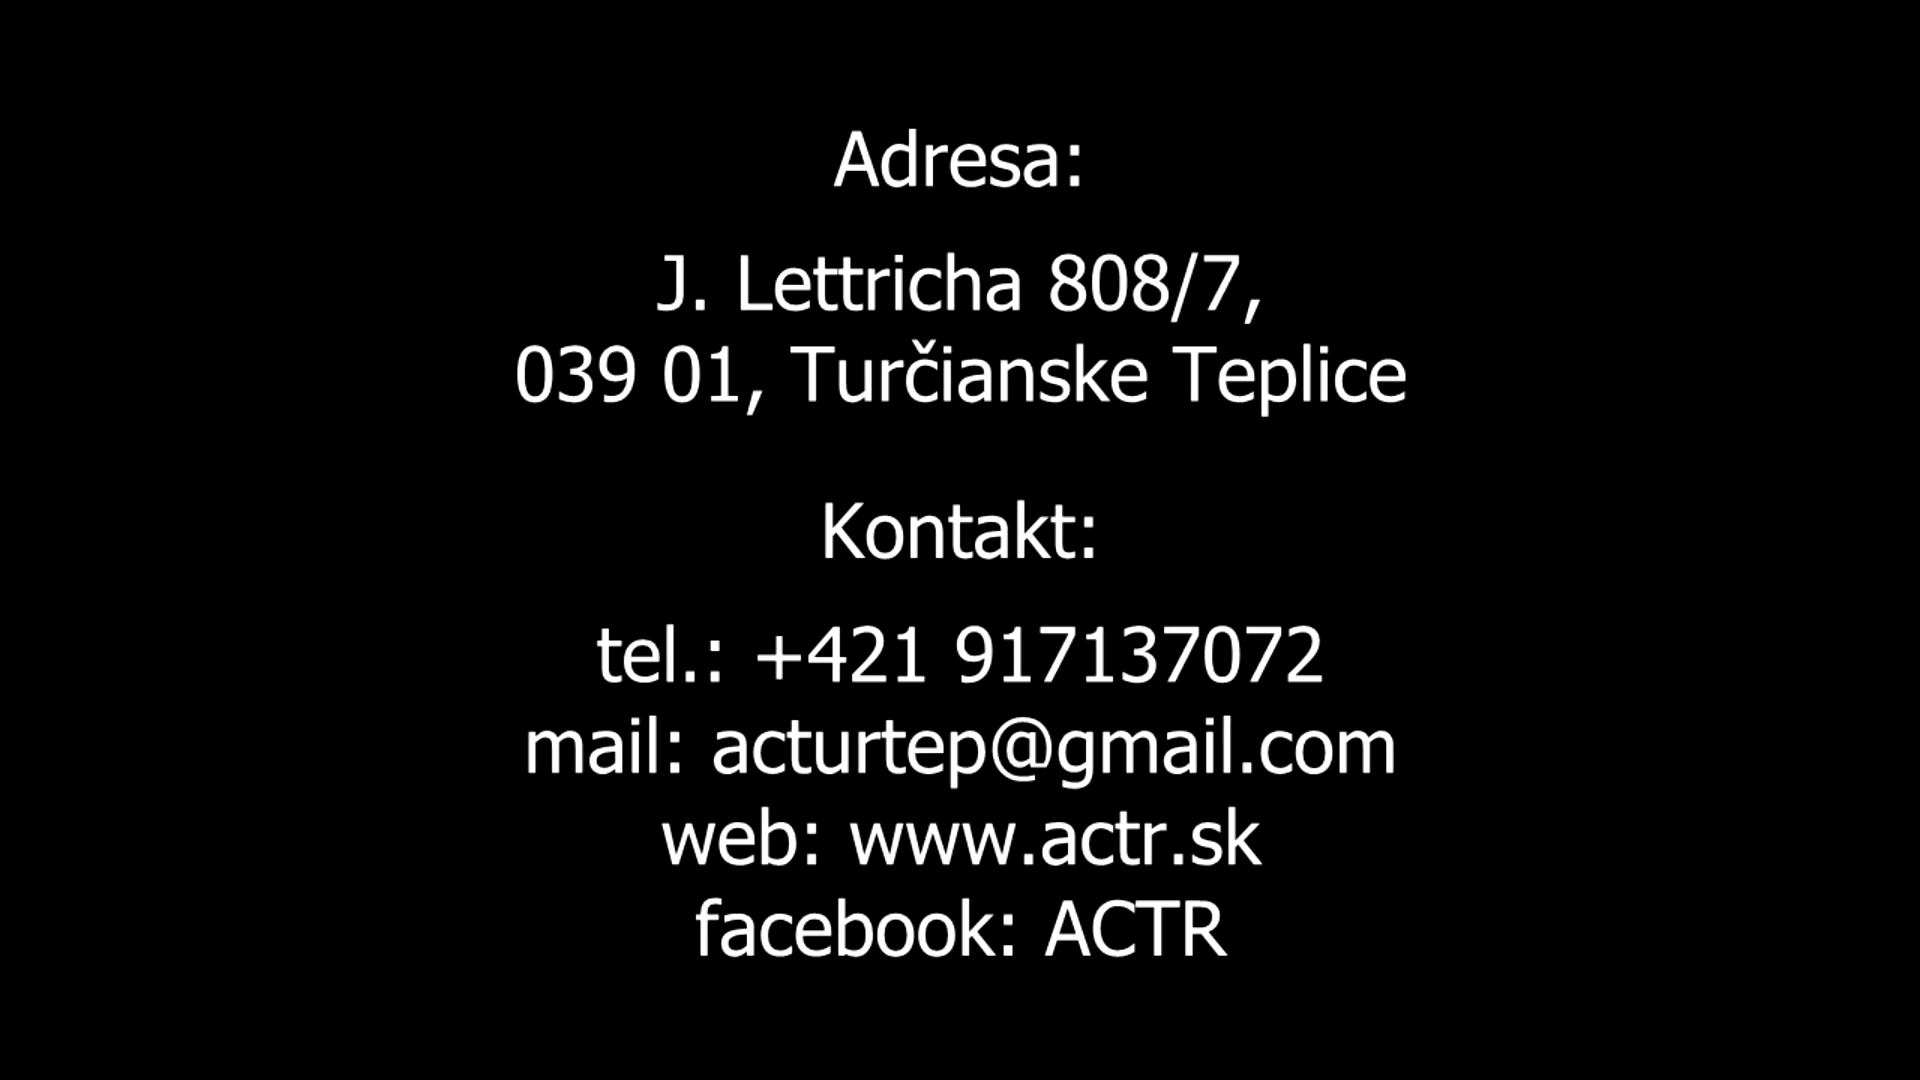 Adresa:
J. Lettricha 808/7,
039 01, Turčianske Teplice
Kontakt:
tel.: +421 917137072
mail: acturtep@gmail.com
web: www.actr.sk
facebook: ACTR